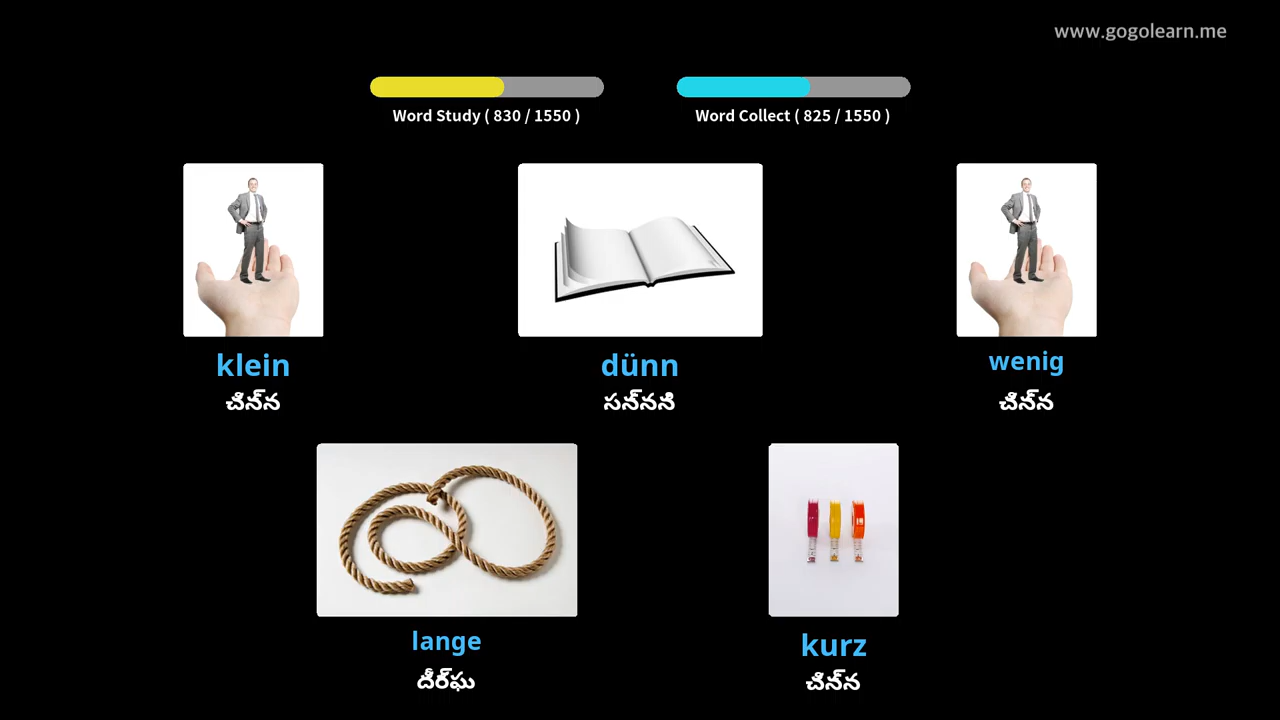 www.gogolearn.me
Word Study ( 830 / 1550 )
Word Collect ( 825 / 1550 )
klein
చిన్న
dünn
సన్నని
wenig
చిన్న
lange
దీర్ఘ
kurz
చిన్న